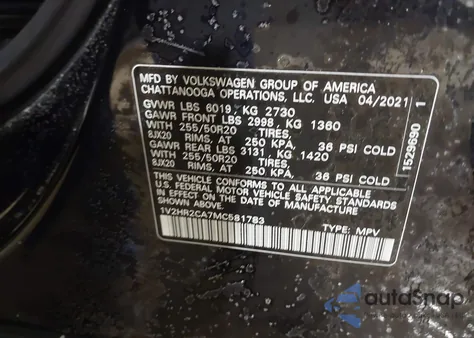 MFD BY VOLKSWAGEN GROUP OF AMERICA
CHATTANOOGA OPERATIONS, LLC. USA 04/2021
GVWR LBS 6019, KG 2730
GAWR FRONT LBS 2998, KG 1360
WITH 255/50R20 TIRES,
8JX20 RIMS, AT 250 KPA, 36 PSI COLD
GAWR REAR LBS 3131, KG 1420
WITH 255/50R20 TIRES,
8JX20 RIMS, AT 250 KPA, 36 PSI COLD
THIS VEHICLE CONFORMS TO ALL APPLICABLE
U.S. FEDERAL MOTOR VEHICLE SAFETY STANDARDS
IN EFFECT ON THE DATE OF MANUFACTURE SHOWN ABOVE.
1V2HR2CA7MC581783 TYPE: MPV
1529690 1
autoSnap